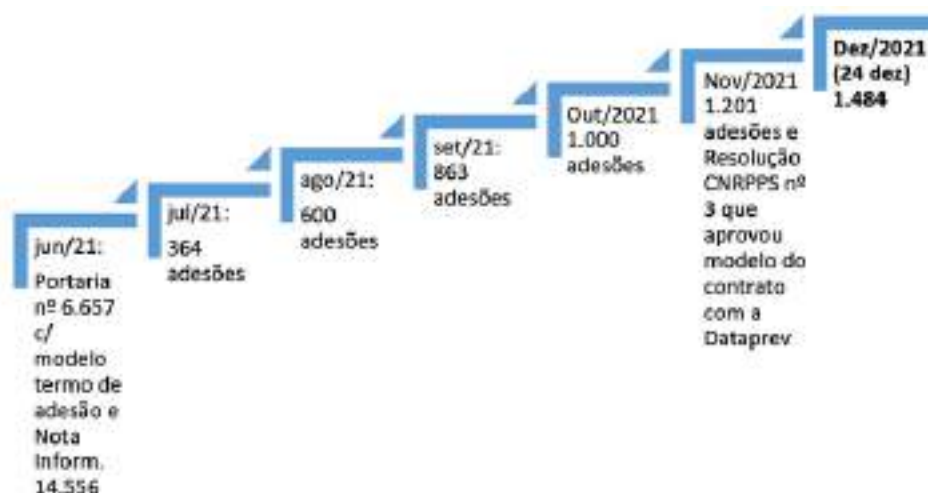 jun/21:
Portaria
nº 6.657
c/
modelo
termo de
adesão e
Nota
Inform.
14.556
jul/21:
364
adesões
ago/21:
600
adesões
set/21:
863
adesões
Out/2021
1.000
adesões
Nov/2021
1.201
adesões e
Resolução
CNRPPS nº
3 que
aprovou
modelo do
contrato
com a
Dataprev
Dez/2021
(24 dez)
1.484